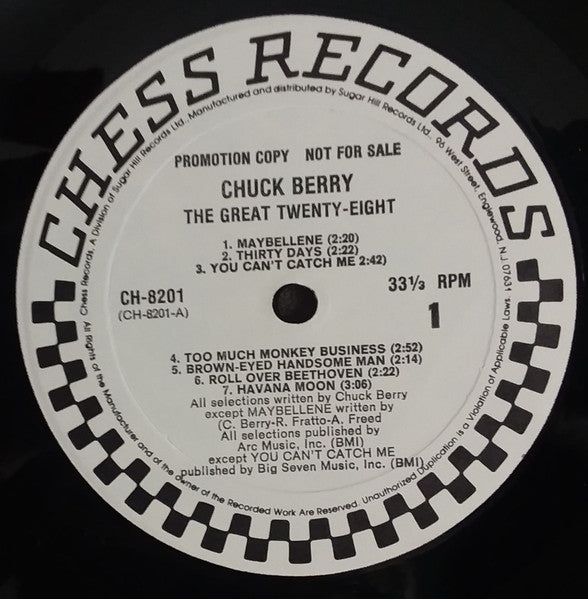 CHESS RECORDS
Chess Records, A Division of Sugar Hill Records Ltd., Manufactured and distributed by Sugar Hill Records Ltd., 96 West Street, Englewood, N J 07631
PROMOTION COPY NOT FOR SALE
CHUCK BERRY
THE GREAT TWENTY-EIGHT
1. MAYBELLENE (2:20)
2. THIRTY DAYS (2:22)
3. YOU CAN'T CATCH ME 2:42)
CH-8201
(CH-8201-A)
33⅓ RPM
1
4. TOO MUCH MONKEY BUSINESS (2:52)
5. BROWN-EYED HANDSOME MAN (2:14)
6. ROLL OVER BEETHOVEN (2:22)
7. HAVANA MOON (3:06)
All selections written by Chuck Berry
except MAYBELLENE written by
(C. Berry-R. Fratto-A. Freed
All selections published by
Arc Music, Inc. (BMI)
except YOU CAN'T CATCH ME
published by Big Seven Music, Inc. (BMI)
All Rights of the Manufacturer and of the owner of the Recorded Work Are Reserved. Unauthorized Duplication is a Violation of Applicable Laws.